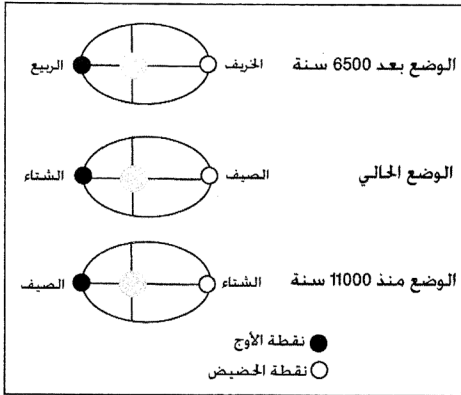 الوضع بعد 6500 سنة الخريف الربيع
الوضع الحالي الصيف الشتاء
الوضع منذ 11000 سنة الشتاء الصيف
نقطة الأوج
نقطة الحضيض